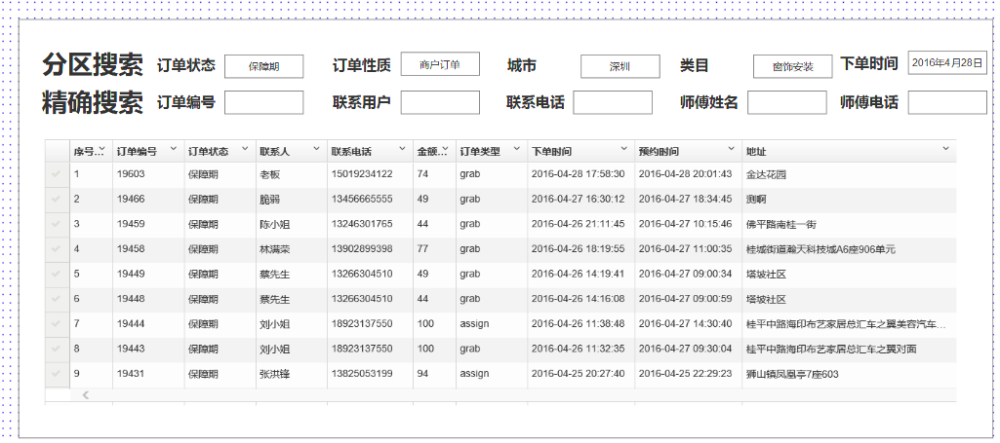 分区搜索 订单状态 保障期 订单性质 商户订单 城市 深圳 类目 窗饰安装 下单时间 2016年4月28日
精确搜索 订单编号 联系用户 联系电话 师傅姓名 师傅电话
序号... 订单编号 订单状态 联系人 联系电话 金额... 订单类型 下单时间 预约时间 地址
1 19603 保障期 老板 15019234122 74 grab 2016-04-28 17:58:30 2016-04-28 20:01:43 金达花园
2 19466 保障期 脆弱 13456665555 49 grab 2016-04-27 16:30:12 2016-04-27 18:34:45 测啊
3 19459 保障期 陈小姐 13246301765 44 grab 2016-04-26 21:11:45 2016-04-27 10:15:46 佛平路南桂一街
4 19458 保障期 林满荣 13902899398 77 grab 2016-04-26 18:19:55 2016-04-27 11:00:35 桂城街道瀚天科技城A6座906单元
5 19449 保障期 蔡先生 13266304510 49 grab 2016-04-26 14:19:41 2016-04-27 09:00:34 塔坡社区
6 19448 保障期 蔡先生 13266304510 44 grab 2016-04-26 14:16:08 2016-04-27 09:00:59 塔坡社区
7 19444 保障期 刘小姐 18923137550 100 assign 2016-04-26 11:38:48 2016-04-27 14:30:40 桂平中路海印布艺家居总汇车之翼美容汽车...
8 19443 保障期 刘小姐 18923137550 100 grab 2016-04-26 11:32:35 2016-04-27 09:30:04 桂平中路海印布艺家居总汇车之翼对面
9 19431 保障期 张洪锋 13825053199 94 assign 2016-04-25 20:27:40 2016-04-25 22:29:23 狮山镇凤凰亭7座603